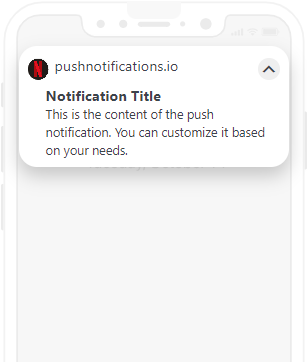 pushnotifications.io
Notification Title
This is the content of the push
notification. You can customize it based
on your needs.